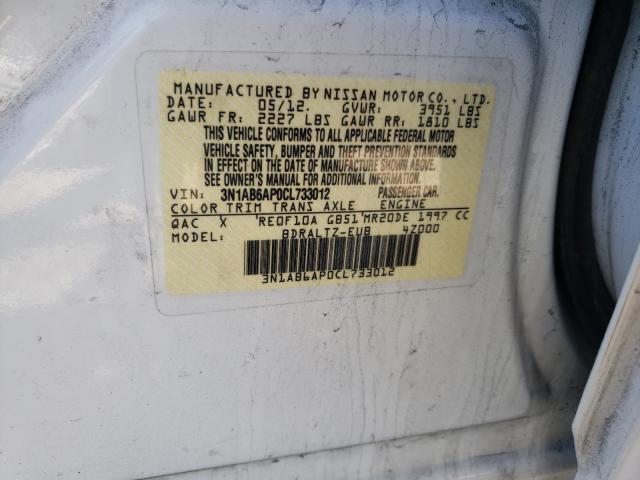 MANUFACTURED BY NISSAN MOTOR CO., LTD.
DATE: 05/12. GVWR: 3951 LBS
GAWR FR: 2227 LBS GAWR RR: 1810 LBS
THIS VEHICLE CONFORMS TO ALL APPLICABLE FEDERAL MOTOR
VEHICLE SAFETY, BUMPER AND THEFT PREVENTION STANDARDS
IN EFFECT ON THE DATE OF MANUFACTURE SHOWN ABOVE.
SEE OWNER'S MANUAL FOR ADDITIONAL INFORMATION.
VIN: 3N1AB6AP0CL733012 PASSENGER CAR.
COLOR TRIM TRANS AXLE ENGINE
QAC X RE0F10A GB51 MR20DE 1997 CC
MODEL: BDRALTZ-EUB 4Z000
3N1AB6AP0CL733012